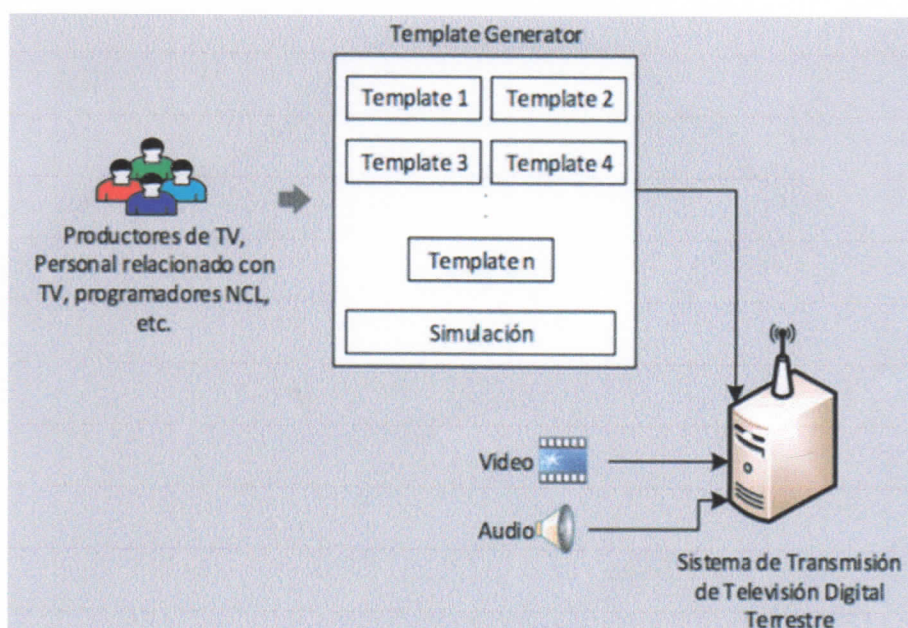 Template Generator
Template 1
Template 2
Template 3
Template 4
Template n
Simulación
Productores de TV,
Personal relacionado con
TV, programadores NCL,
etc.
Video
Audio
Sistema de Transmisión
de Televisión Digital
Terrestre